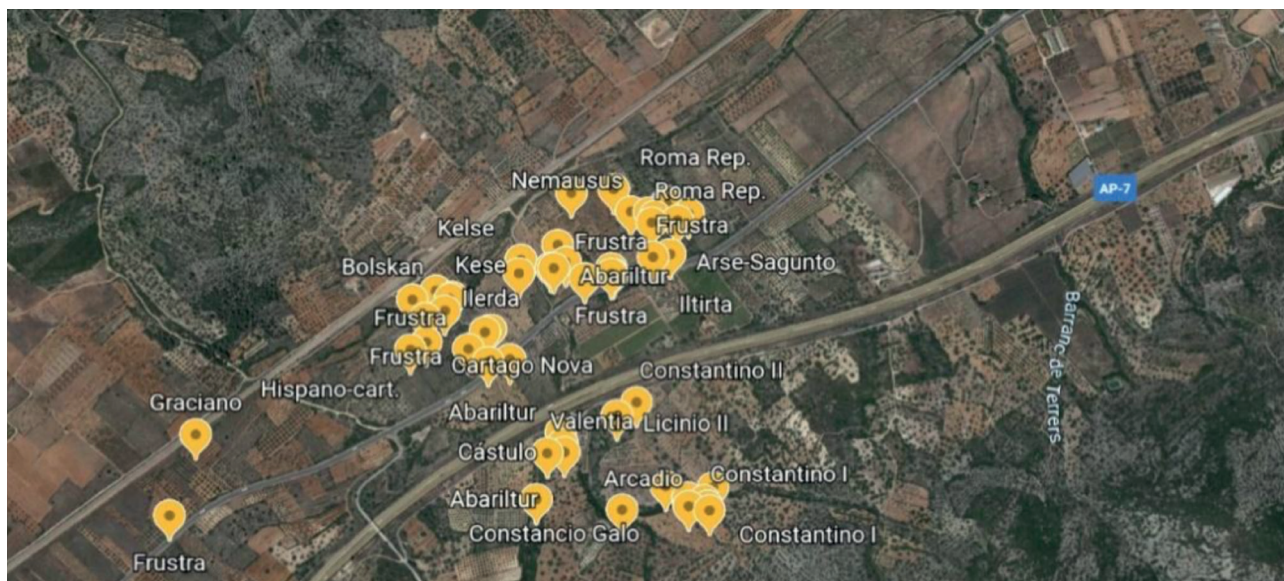 Roma Rep.
Nemausus
Roma Rep.
AP-7
Kelse
Frustra
Frustra
Bolskan
Kese
Abariltur
Arse-Sagunto
Ilerda
Iltirta
Frustra
Frustra
Frustra
Cartago Nova
Constantino II
Hispano-cart.
Graciano
Abariltur
Valentia
Licinio II
Barranc de Terrers
Cástulo
Arcadio
Constantino I
Abariltur
Constancio Galo
Constantino I
Frustra